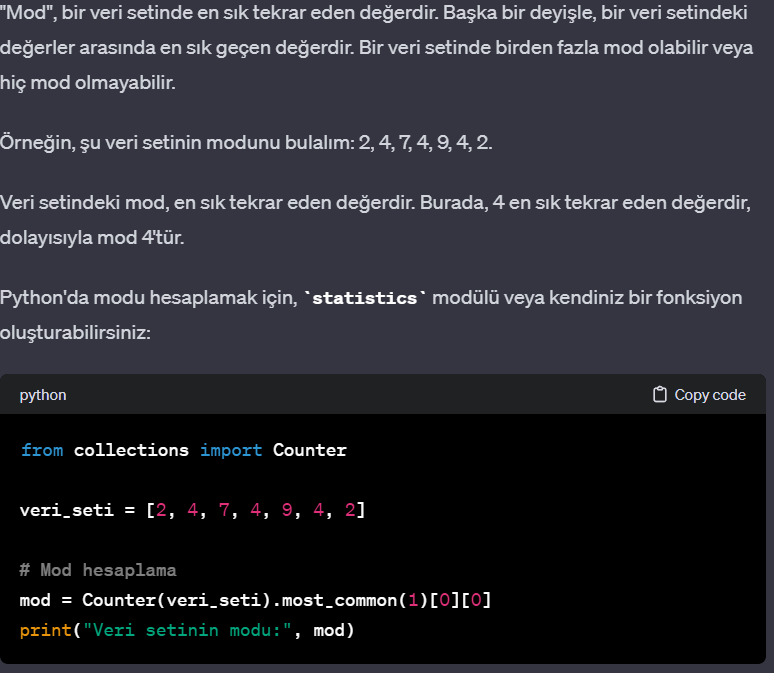 "Mod", bir veri setinde en sık tekrar eden değerdir. Başka bir deyişle, bir veri setindeki
değerler arasında en sık geçen değerdir. Bir veri setinde birden fazla mod olabilir veya
hiç mod olmayabilir.
Örneğin, şu veri setinin modunu bulalım: 2, 4, 7, 4, 9, 4, 2.
Veri setindeki mod, en sık tekrar eden değerdir. Burada, 4 en sık tekrar eden değerdir,
dolayısıyla mod 4'tür.
Python'da modu hesaplamak için, `statistics` modülü veya kendiniz bir fonksiyon
oluşturabilirsiniz:
python Copy code
from collections import Counter
veri_seti = [2, 4, 7, 4, 9, 4, 2]
# Mod hesaplama
mod = Counter(veri_seti).most_common(1)[0][0]
print("Veri setinin modu:", mod)